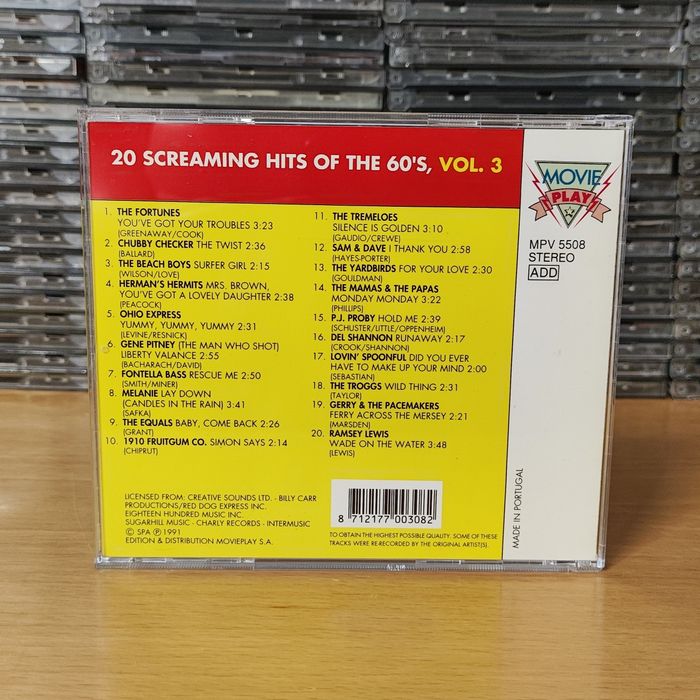 20 SCREAMING HITS OF THE 60'S, VOL. 3
1. THE FORTUNES
YOU'VE GOT YOUR TROUBLES 3:23
(GREENAWAY/COOK)
2. CHUBBY CHECKER THE TWIST 2:36
(BALLARD)
3. THE BEACH BOYS SURFER GIRL 2:15
(WILSON/LOVE)
4. HERMAN'S HERMITS MRS. BROWN,
YOU'VE GOT A LOVELY DAUGHTER 2:38
(PEACOCK)
5. OHIO EXPRESS
YUMMY, YUMMY, YUMMY 2:31
(LEVINE/RESNICK)
6. GENE PITNEY (THE MAN WHO SHOT)
LIBERTY VALANCE 2:55
(BACHARACH/DAVID)
7. FONTELLA BASS RESCUE ME 2:50
(SMITH/MINER)
8. MELANIE LAY DOWN
(CANDLES IN THE RAIN) 3:41
(SAFKA)
9. THE EQUALS BABY, COME BACK 2:26
(GRANT)
10. 1910 FRUITGUM CO. SIMON SAYS 2:14
(CHIPRUT)
11. THE TREMELOES
SILENCE IS GOLDEN 3:10
(GAUDIO/CREWE)
12. SAM & DAVE I THANK YOU 2:58
(HAYES-PORTER)
13. THE YARDBIRDS FOR YOUR LOVE 2:30
(GOULDMAN)
14. THE MAMAS & THE PAPAS
MONDAY MONDAY 3:22
(PHILLIPS)
15. P.J. PROBY HOLD ME 2:39
(SCHUSTER/LITTLE/OPPENHEIM)
16. DEL SHANNON RUNAWAY 2:17
(CROOK/SHANNON)
17. LOVIN' SPOONFUL DID YOU EVER
HAVE TO MAKE UP YOUR MIND 2:00
(SEBASTIAN)
18. THE TROGGS WILD THING 2:31
(TAYLOR)
19. GERRY & THE PACEMAKERS
FERRY ACROSS THE MERSEY 2:21
(MARSDEN)
20. RAMSEY LEWIS
WADE ON THE WATER 3:48
(LEWIS)
LICENSED FROM: CREATIVE SOUNDS LTD. - BILLY CARR
PRODUCTIONS/RED DOG EXPRESS INC.
EIGHTEEN HUNDRED MUSIC INC.
SUGARHILL MUSIC - CHARLY RECORDS - INTERMUSIC
© SPA ℗ 1991
EDITION & DISTRIBUTION MOVIEPLAY S.A.
8 712177 003082
TO OBTAIN THE HIGHEST POSSIBLE QUALITY, SOME OF THESE
TRACKS WERE RE-RECORDED BY THE ORIGINAL ARTIST(S).
MOVIE
PLAY
MPV 5508
STEREO
ADD
MADE IN PORTUGAL